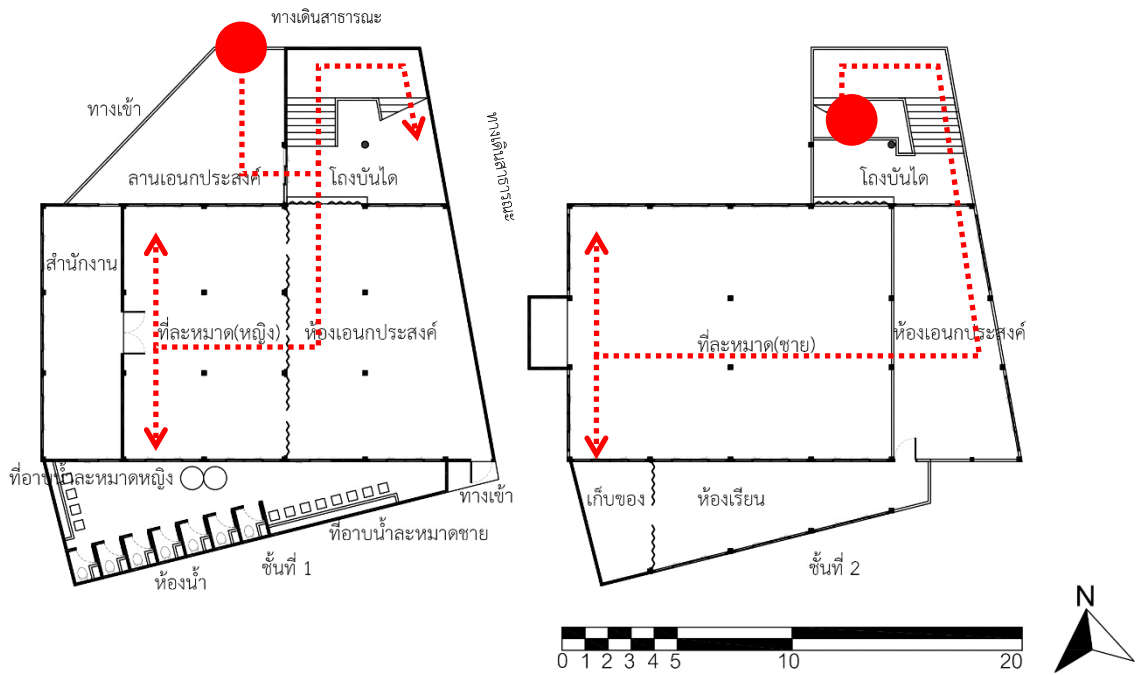 ทางเดินสาธารณะ
ทางเข้า
ทางเดินสาธารณะ
ลานเอนกประสงค์
โถงบันได
โถงบันได
สำนักงาน
ที่ละหมาด(หญิง)
ห้องเอนกประสงค์
ที่ละหมาด(ชาย)
ห้องเอนกประสงค์
ที่อาบน้ำละหมาดหญิง
ทางเข้า
ที่อาบน้ำละหมาดชาย
ห้องน้ำ
ชั้นที่ 1
เก็บของ
ห้องเรียน
ชั้นที่ 2
N
0 1 2 3 4 5 10 20